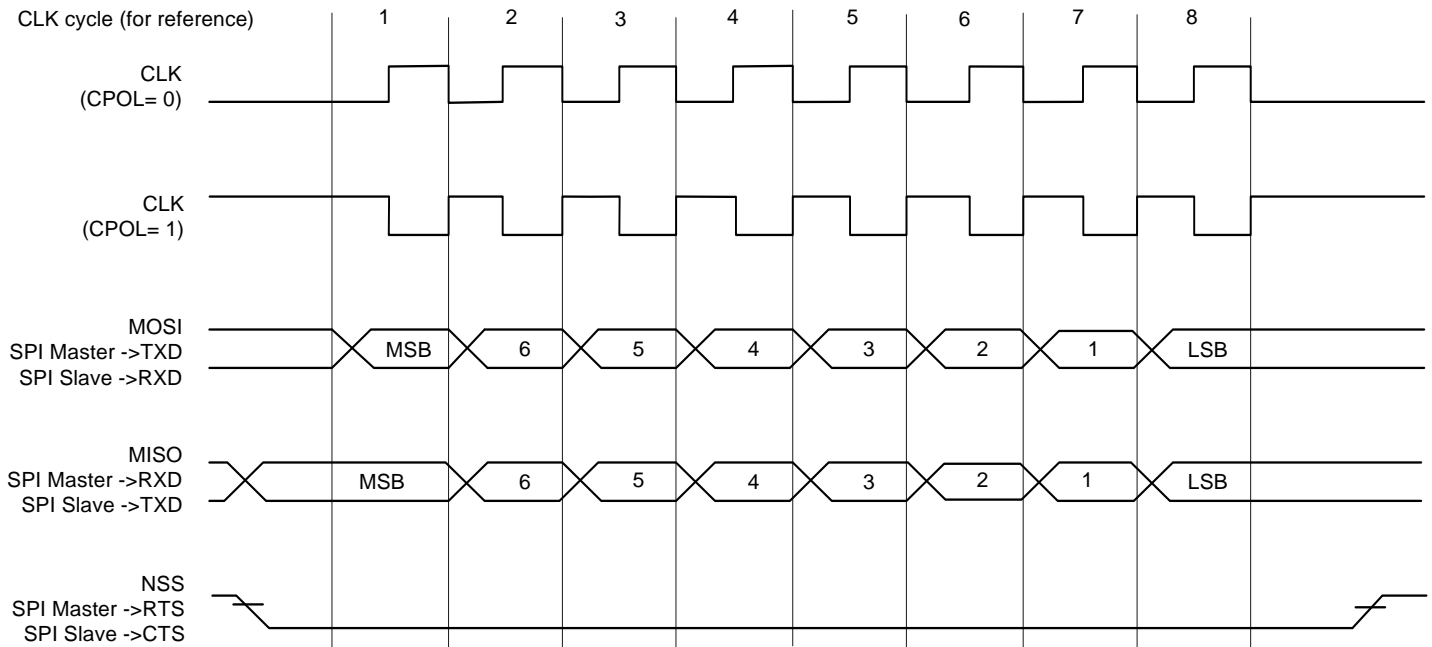 CLK cycle (for reference) 1 2 3 4 5 6 7 8
CLK
(CPOL= 0)
CLK
(CPOL= 1)
MOSI
SPI Master ->TXD
SPI Slave ->RXD
MSB 6 5 4 3 2 1 LSB
MISO
SPI Master ->RXD
SPI Slave ->TXD
MSB 6 5 4 3 2 1 LSB
NSS
SPI Master ->RTS
SPI Slave ->CTS